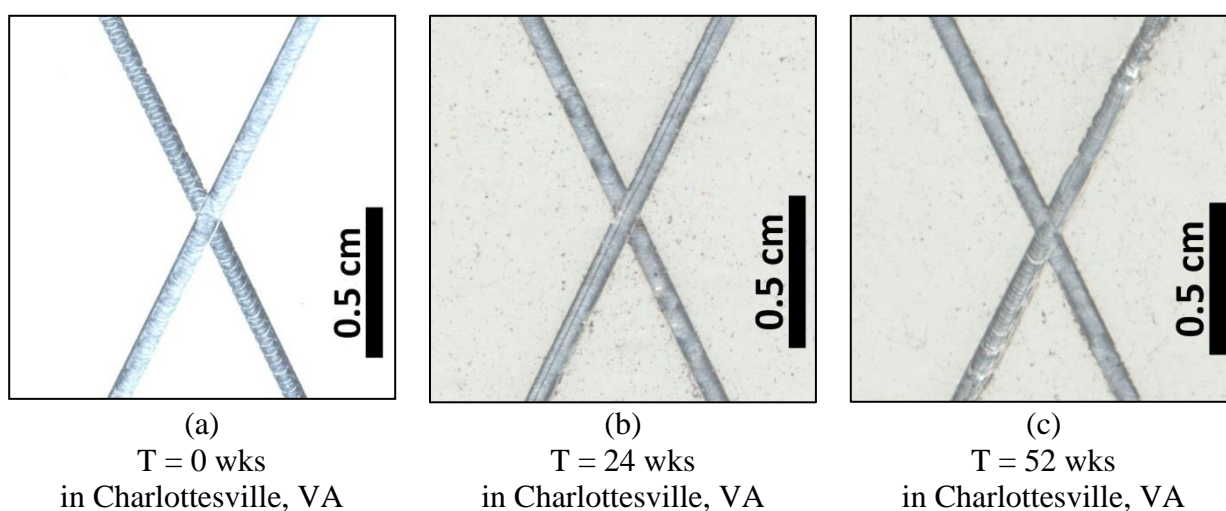 0.5 cm
0.5 cm
0.5 cm
(a)
T = 0 wks
in Charlottesville, VA
(b)
T = 24 wks
in Charlottesville, VA
(c)
T = 52 wks
in Charlottesville, VA